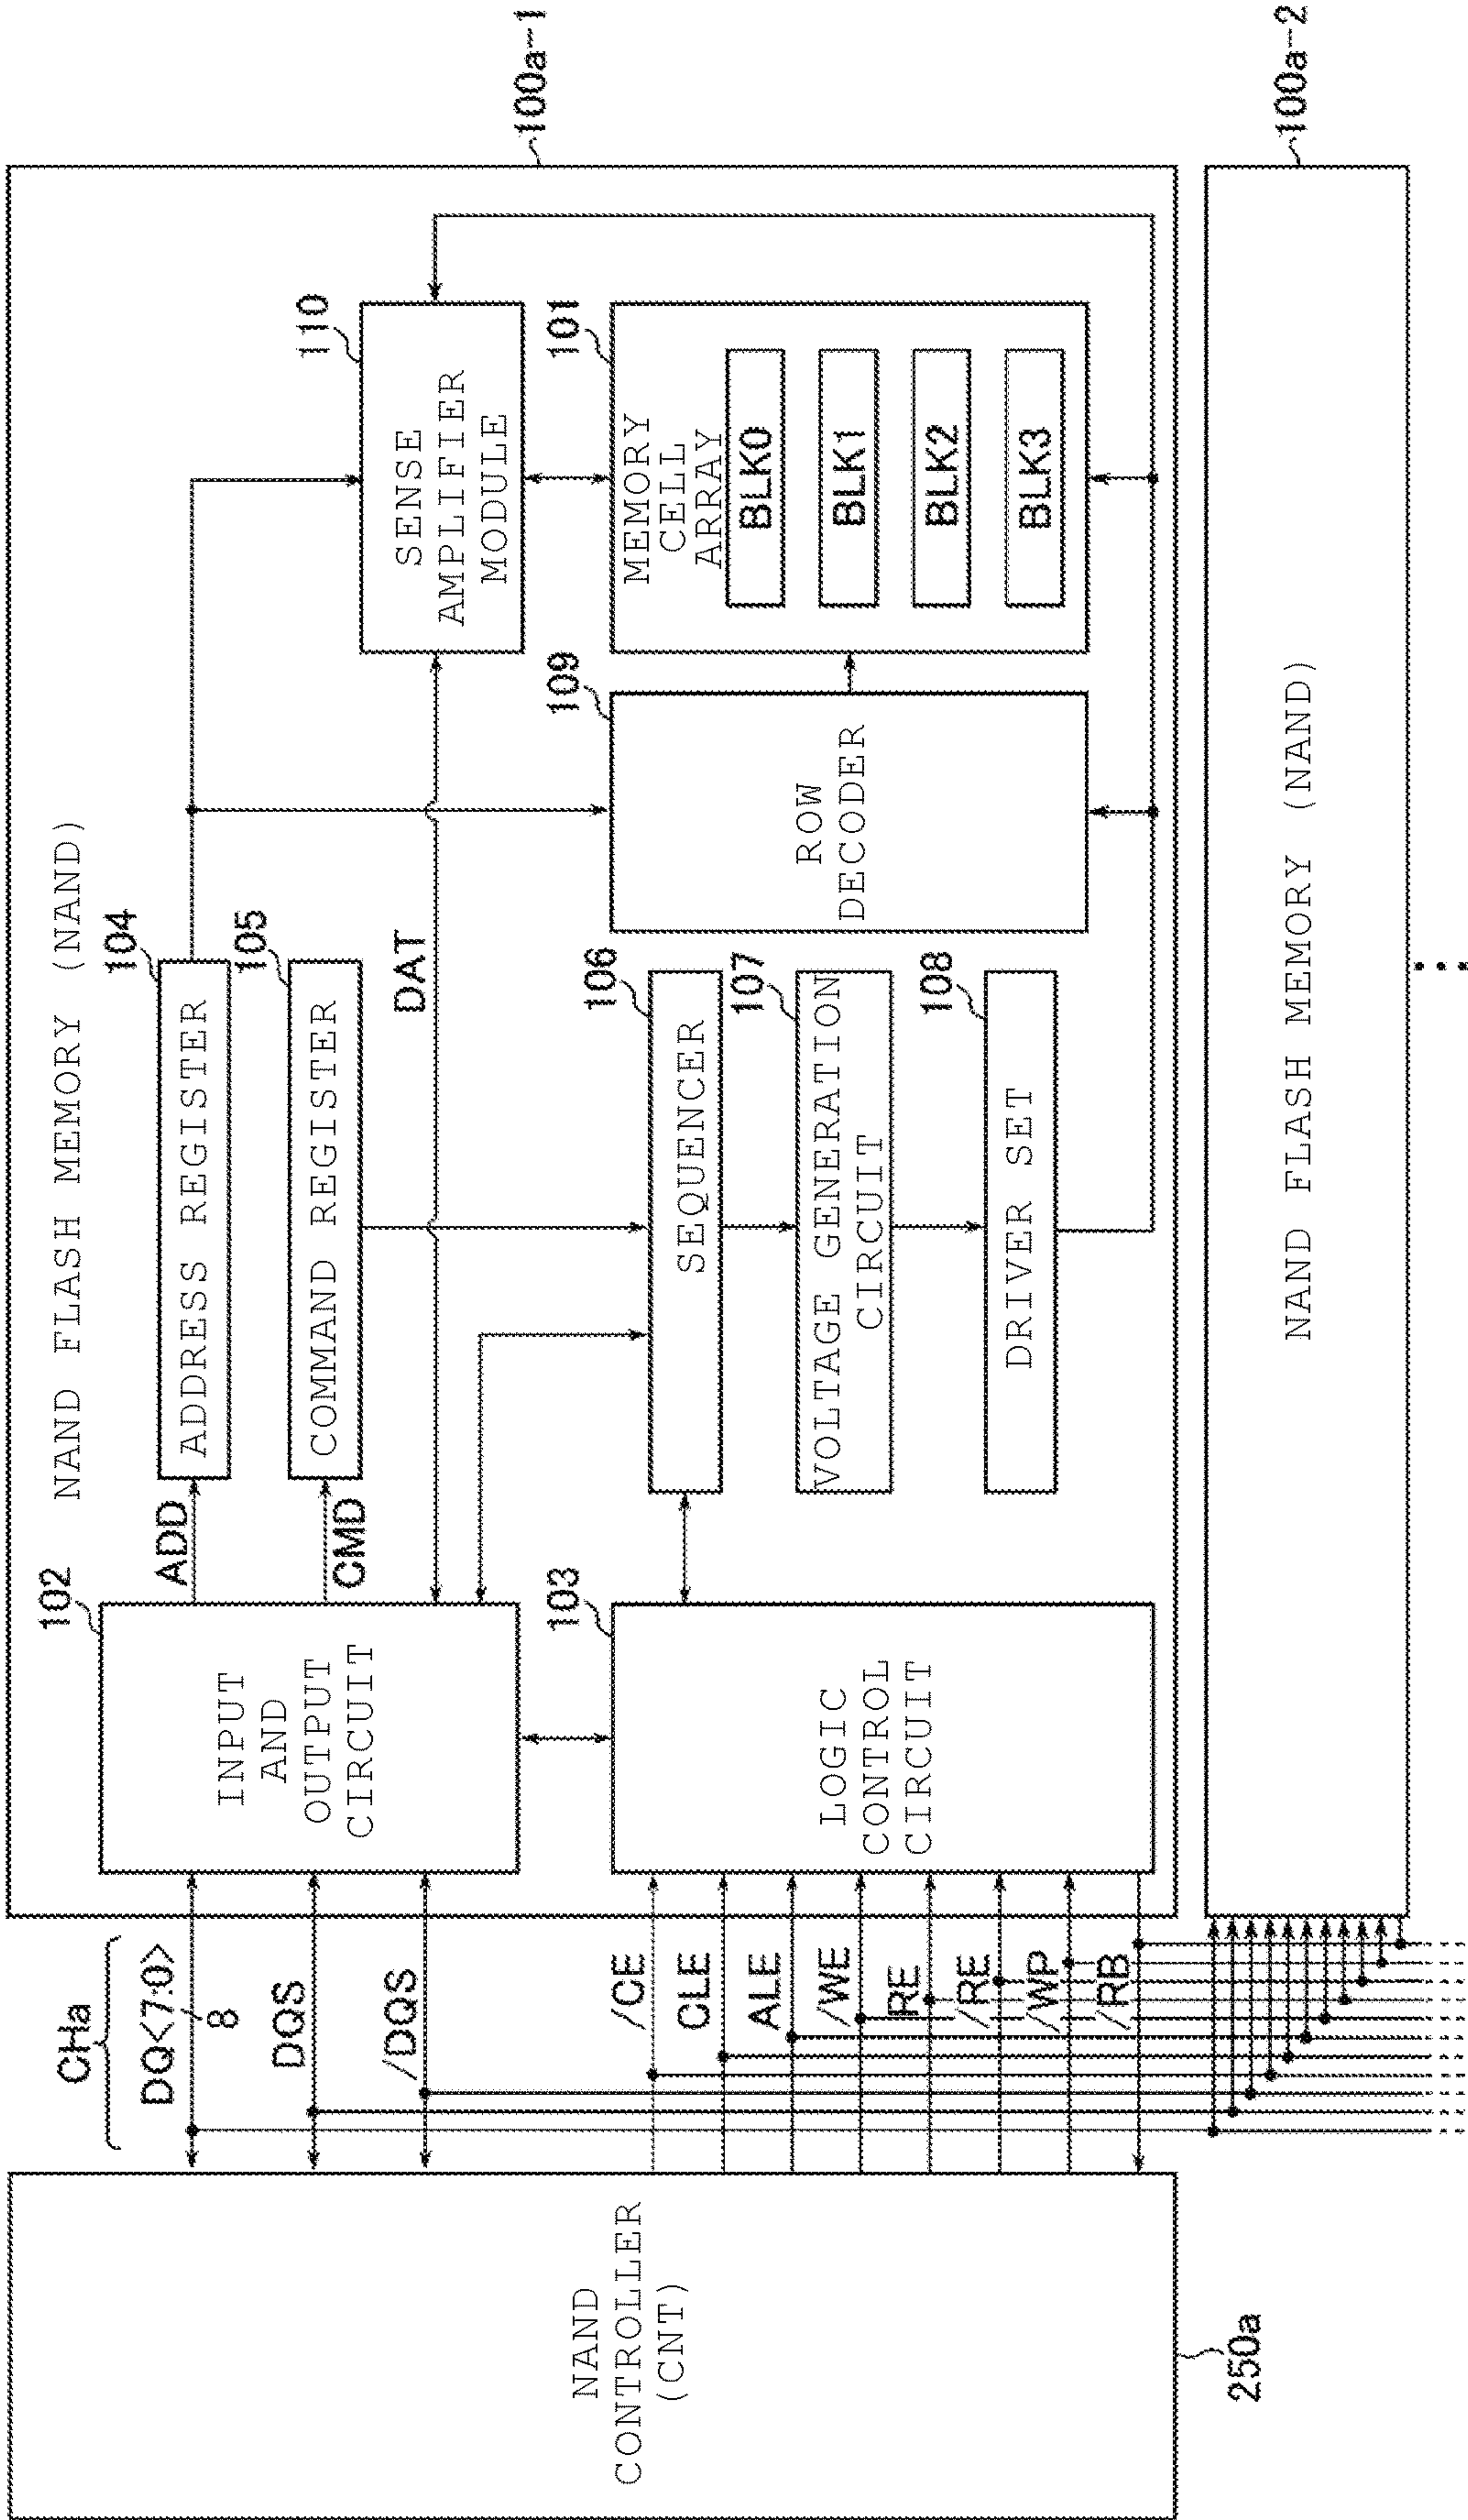 100a-1
NAND FLASH MEMORY (NAND)
CHa
DQ<7:0>
8
DQS
/DQS
102
INPUT
AND
OUTPUT
CIRCUIT
ADD
CMD
104
ADDRESS REGISTER
105
COMMAND REGISTER
DAT
110
SENSE
AMPLIFIER
MODULE
NAND
CONTROLLER
(CNT)
250a
/CE
CLE
ALE
/WE
RE
/RE
/WP
/RB
103
LOGIC
CONTROL
CIRCUIT
106
SEQUENCER
107
VOLTAGE GENERATION
CIRCUIT
108
DRIVER SET
109
ROW
DECODER
101
MEMORY
CELL
ARRAY
BLK0
BLK1
BLK2
BLK3
100a-2
NAND FLASH MEMORY (NAND)